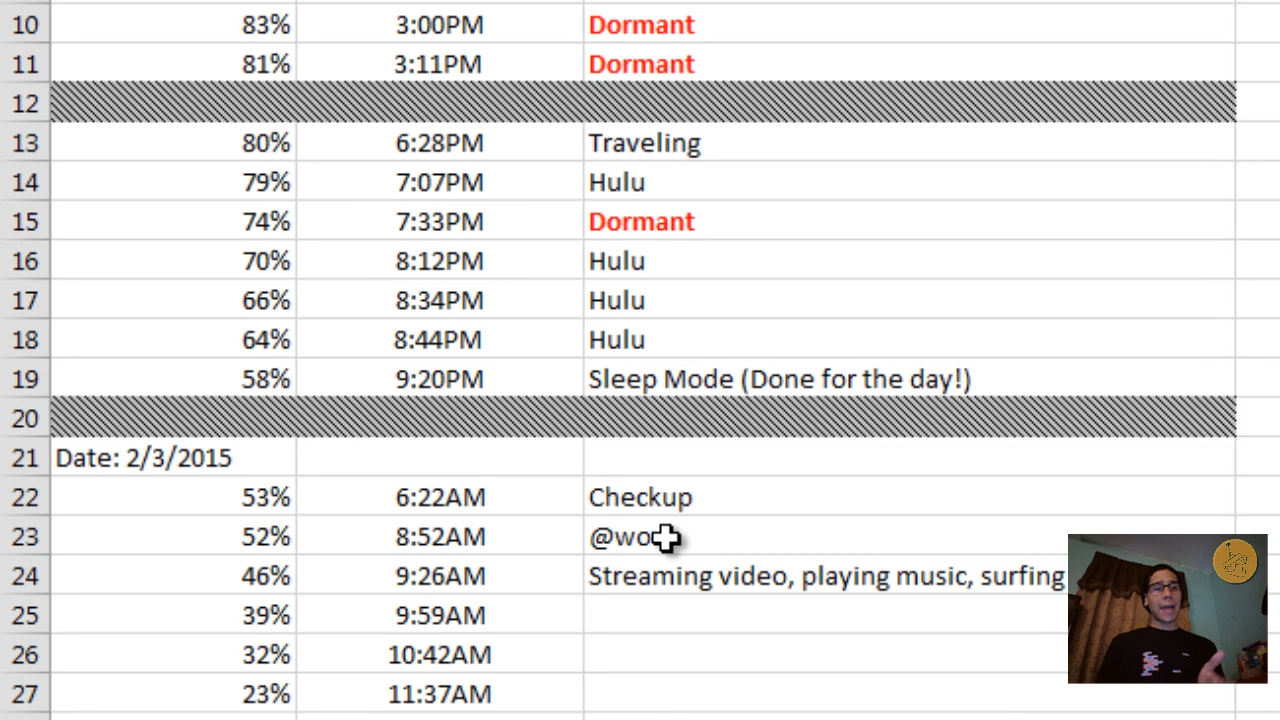 10 83% 3:00PM Dormant
11 81% 3:11PM Dormant
12
13 80% 6:28PM Traveling
14 79% 7:07PM Hulu
15 74% 7:33PM Dormant
16 70% 8:12PM Hulu
17 66% 8:34PM Hulu
18 64% 8:44PM Hulu
19 58% 9:20PM Sleep Mode (Done for the day!)
20
21 Date: 2/3/2015
22 53% 6:22AM Checkup
23 52% 8:52AM
24 46% 9:26AM Streaming video, playing music, surfing
25 39% 9:59AM
26 32% 10:42AM
27 23% 11:37AM